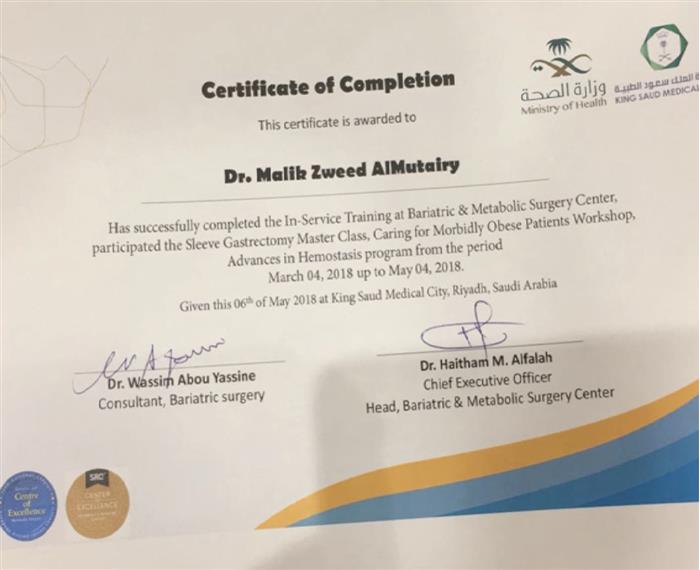 Certificate of Completion
This certificate is awarded to
وزارة الصحة
Ministry of Health
الملك سعود الطبية
KING SAUD MEDICAL
Dr. Malik Zweed AlMutairy
Has successfully completed the In-Service Training at Bariatric & Metabolic Surgery Center,
participated the Sleeve Gastrectomy Master Class, Caring for Morbidly Obese Patients Workshop,
Advances in Hemostasis program from the period
March 04, 2018 up to May 04, 2018.
Given this 06th of May 2018 at King Saud Medical City, Riyadh, Saudi Arabia
Dr. Wassim Abou Yassine
Consultant, Bariatric surgery
Dr. Haitham M. Alfalah
Chief Executive Officer
Head, Bariatric & Metabolic Surgery Center
Centre
of
Excellence
SRC
CENTER
OF
EXCELLENCE